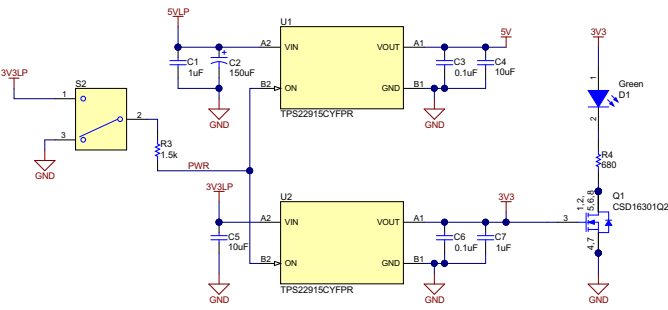 5VLP
U1
5V
3V3
A2
VIN
VOUT
A1
C1
1uF
C2
150uF
C3
0.1uF
C4
10uF
1
Green
D1
2
3V3LP
S2
1
2
3
B2
ON
GND
B1
TPS22915CYFPR
GND
GND
R3
1.5k
GND
PWR
R4
680
3V3LP
U2
3V3
A2
VIN
VOUT
A1
C5
10uF
C6
0.1uF
C7
1uF
3
1,2,
5,6,8
4,7
Q1
CSD16301Q2
B2
ON
GND
B1
TPS22915CYFPR
GND
GND
GND